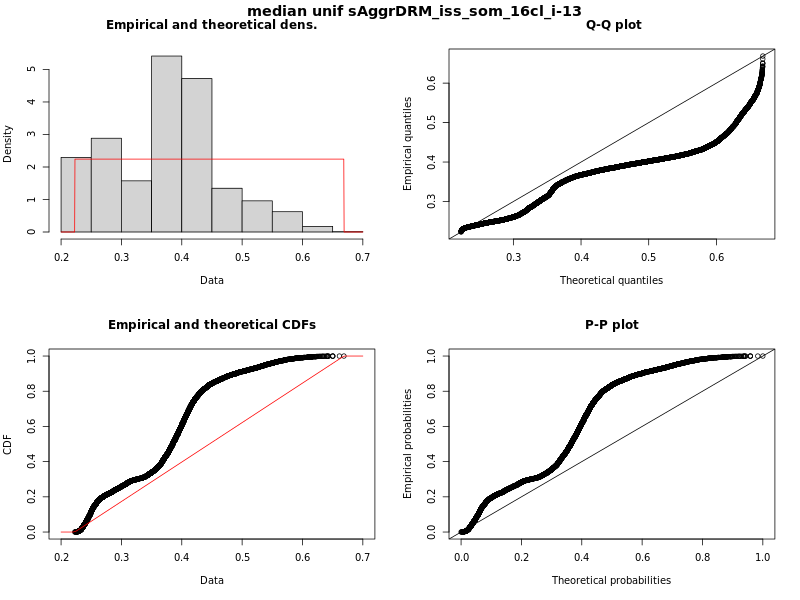 median unif sAggrDRM_iss_som_16cl_i-13
Empirical and theoretical dens.
Density
0 1 2 3 4 5
0.2 0.3 0.4 0.5 0.6 0.7
Data
Q-Q plot
Empirical quantiles
0.3 0.4 0.5 0.6
0.3 0.4 0.5 0.6
Theoretical quantiles
Empirical and theoretical CDFs
CDF
0.0 0.2 0.4 0.6 0.8 1.0
0.2 0.3 0.4 0.5 0.6 0.7
Data
P-P plot
Empirical probabilities
0.0 0.2 0.4 0.6 0.8 1.0
0.0 0.2 0.4 0.6 0.8 1.0
Theoretical probabilities